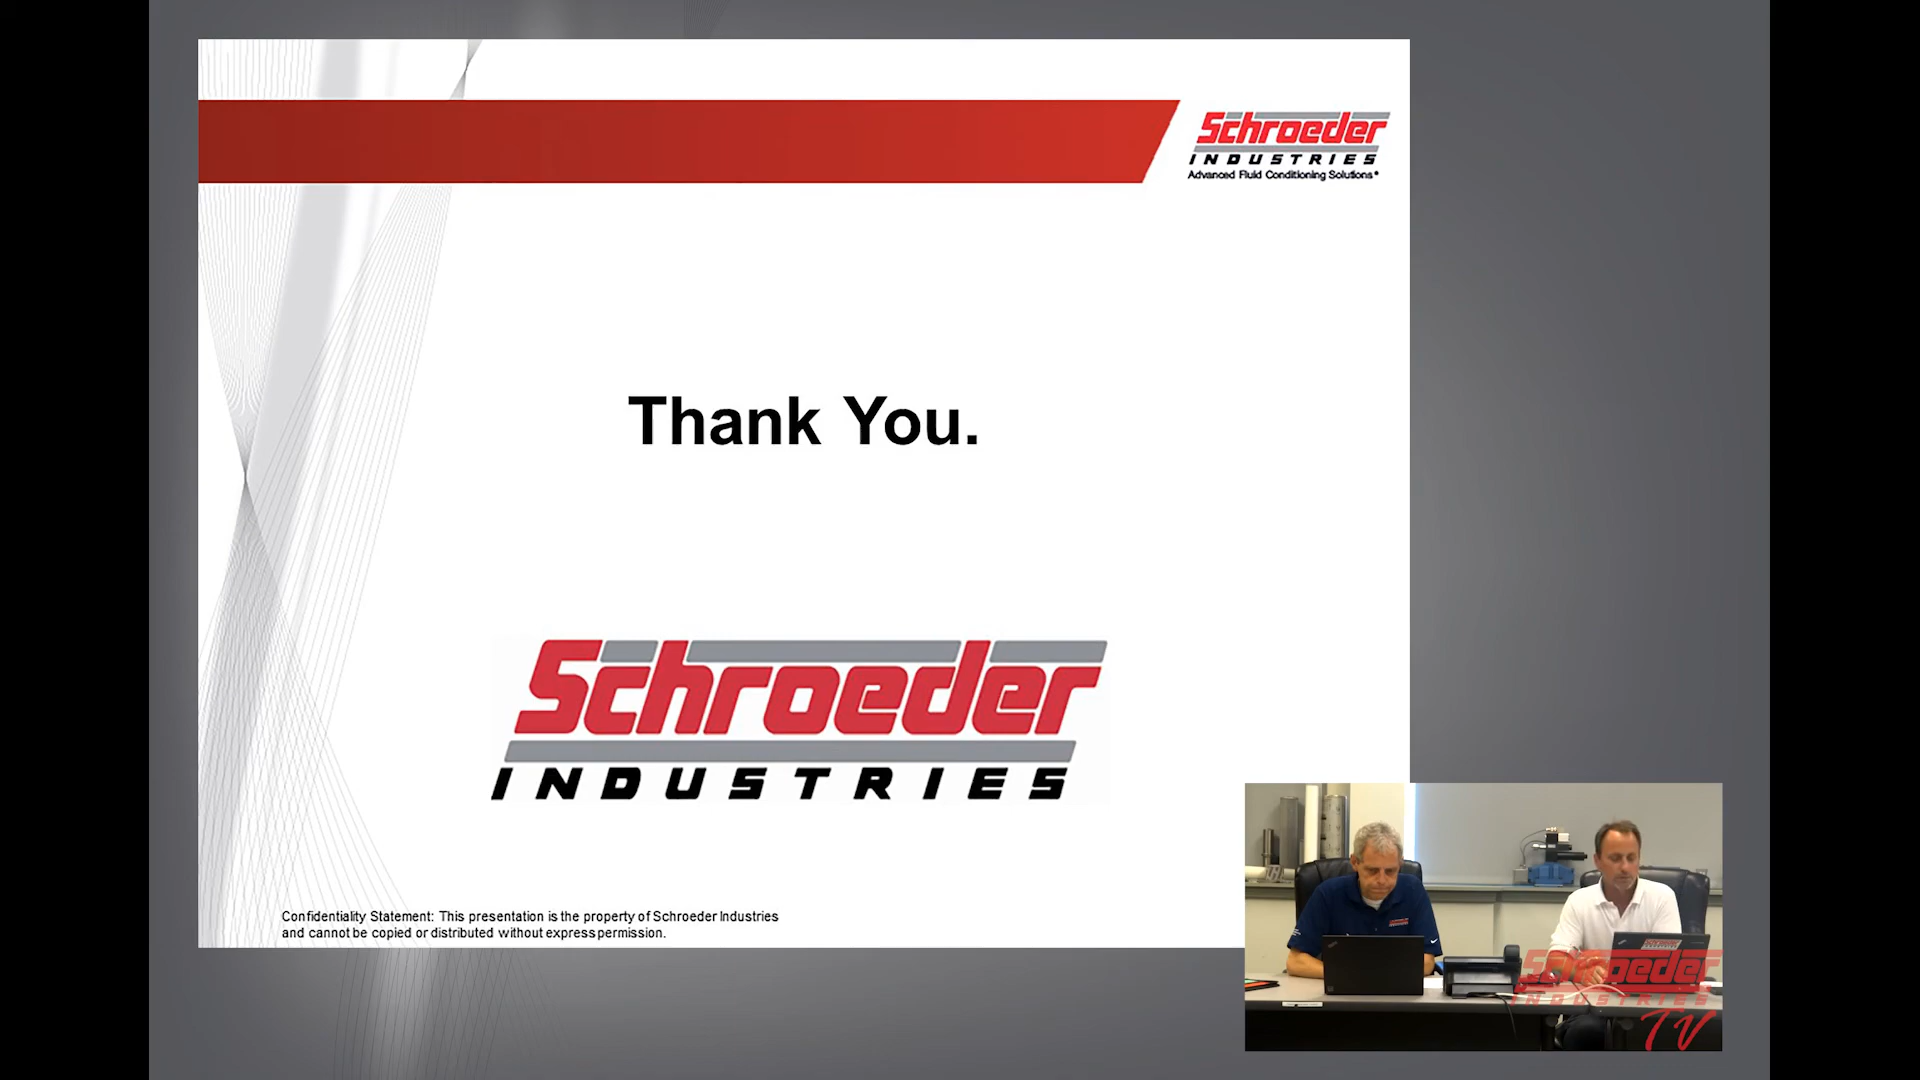 Schroeder
INDUSTRIES
Advanced Fluid Conditioning Solutions®
Thank You.
Schroeder
INDUSTRIES
Confidentiality Statement: This presentation is the property of Schroeder Industries
and cannot be copied or distributed without express permission.
Schroeder
INDUSTRIES
TV